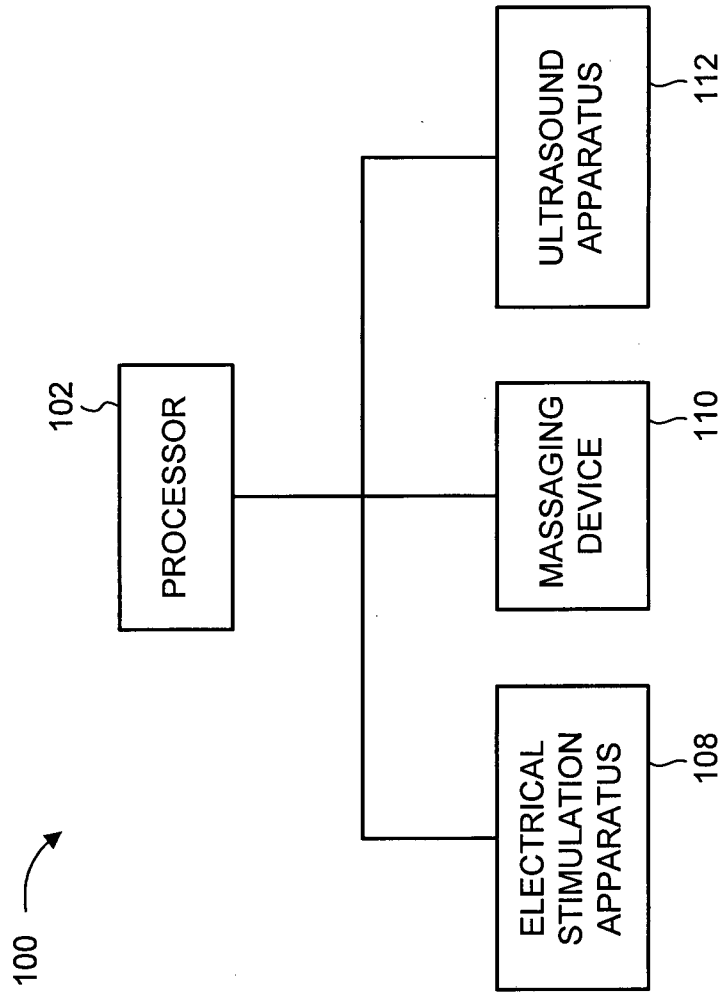 100
102
PROCESSOR
ELECTRICAL
STIMULATION
APPARATUS
108
MASSAGING
DEVICE
110
ULTRASOUND
APPARATUS
112